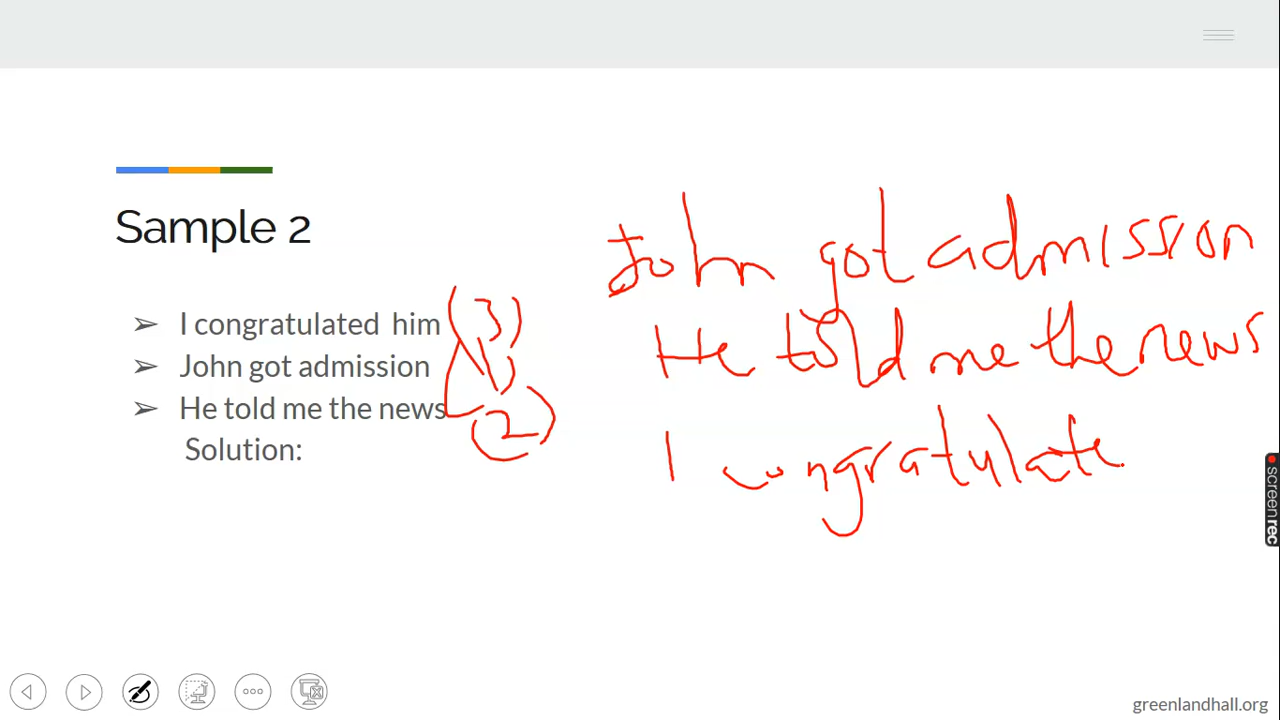 Sample 2
➢ I congratulated him (3)
➢ John got admission (1)
➢ He told me the news (2)
Solution:
John got admission
He told me the news
I congratulate
screenrec
greenlandhall.org